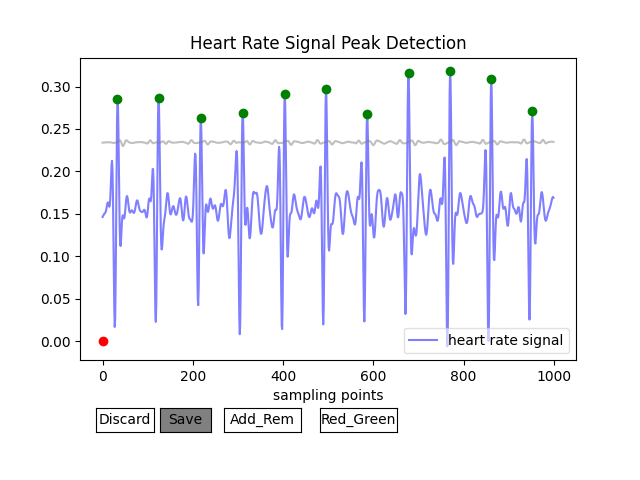 Heart Rate Signal Peak Detection
0.30
0.25
0.20
0.15
0.10
0.05
0.00
heart rate signal
0 200 400 600 800 1000
sampling points
Discard Save Add_Rem Red_Green